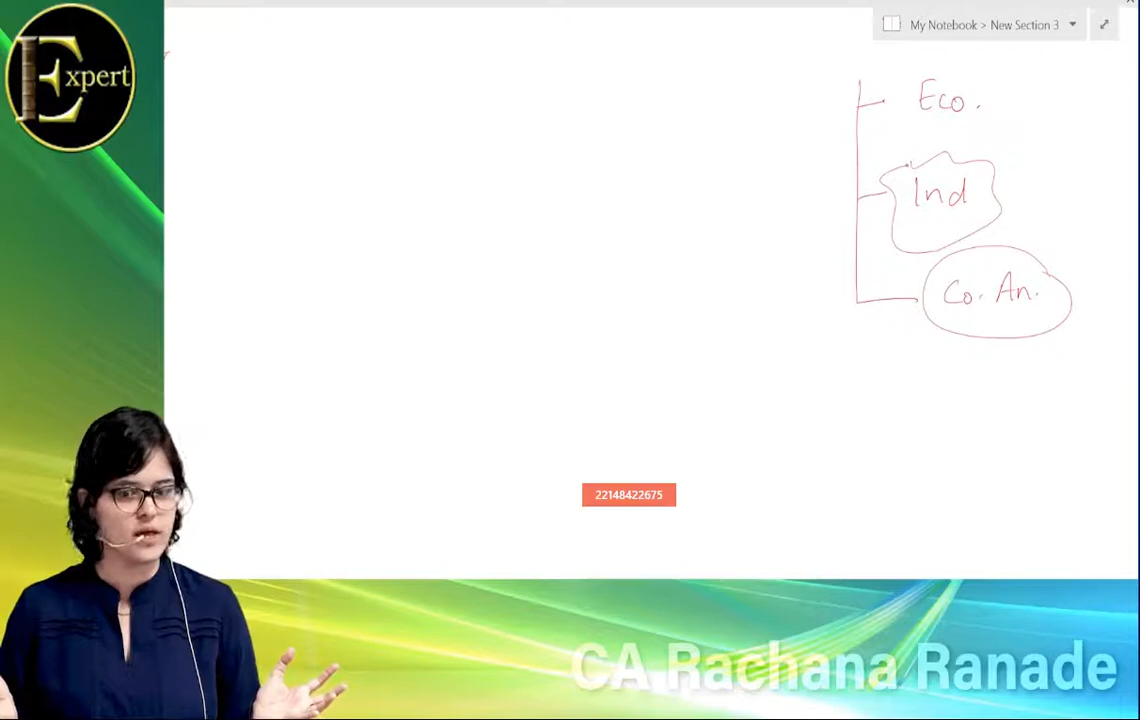 Expert
My Notebook > New Section 3
Eco.
Ind
Co. An.
22148422675
CA Rachana Ranade